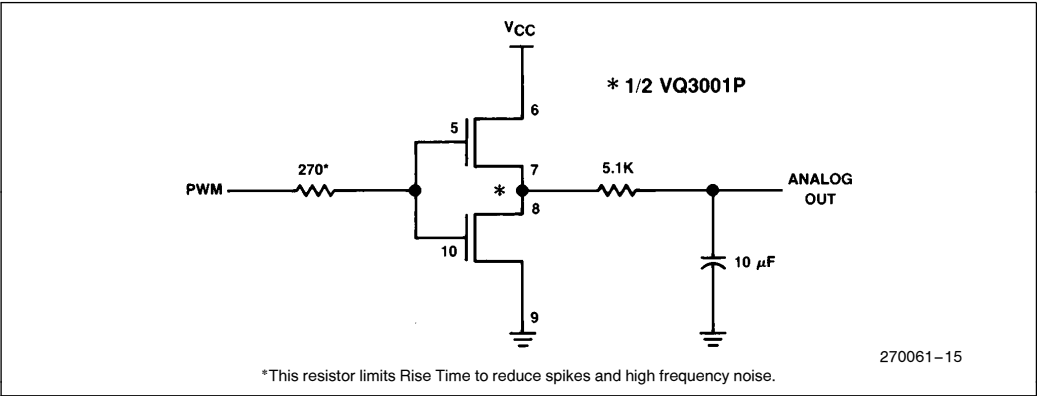 VCC
* 1/2 VQ3001P
6
5
7
270*
5.1K
PWM
*
ANALOG
OUT
8
10
10 µF
9
270061–15
*This resistor limits Rise Time to reduce spikes and high frequency noise.